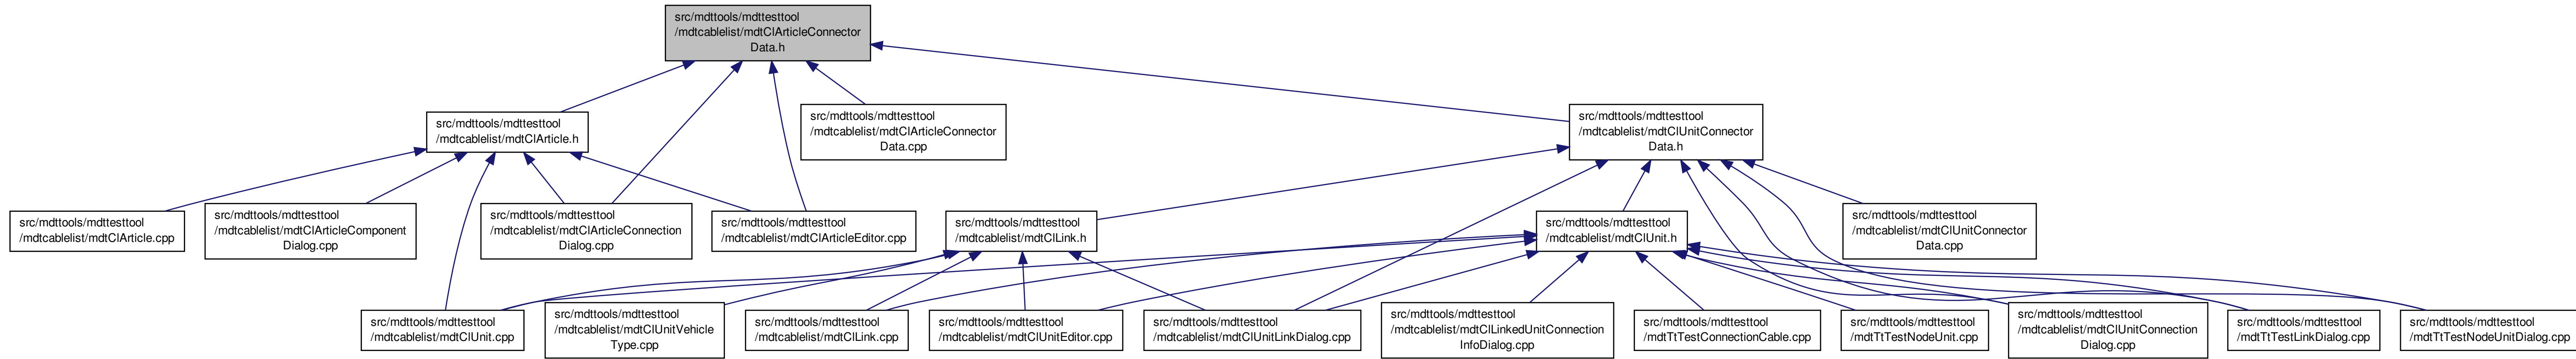 src/mdttools/mdttesttool
/mdtcablelist/mdtClArticleConnector
Data.h
src/mdttools/mdttesttool
/mdtcablelist/mdtClArticle.h
src/mdttools/mdttesttool
/mdtcablelist/mdtClArticleConnector
Data.cpp
src/mdttools/mdttesttool
/mdtcablelist/mdtClUnitConnector
Data.h
src/mdttools/mdttesttool
/mdtcablelist/mdtClArticle.cpp
src/mdttools/mdttesttool
/mdtcablelist/mdtClArticleComponent
Dialog.cpp
src/mdttools/mdttesttool
/mdtcablelist/mdtClArticleConnection
Dialog.cpp
src/mdttools/mdttesttool
/mdtcablelist/mdtClArticleEditor.cpp
src/mdttools/mdttesttool
/mdtcablelist/mdtClLink.h
src/mdttools/mdttesttool
/mdtcablelist/mdtClUnit.h
src/mdttools/mdttesttool
/mdtcablelist/mdtClUnitConnector
Data.cpp
src/mdttools/mdttesttool
/mdtcablelist/mdtClUnit.cpp
src/mdttools/mdttesttool
/mdtcablelist/mdtClUnitVehicle
Type.cpp
src/mdttools/mdttesttool
/mdtcablelist/mdtClLink.cpp
src/mdttools/mdttesttool
/mdtcablelist/mdtClUnitEditor.cpp
src/mdttools/mdttesttool
/mdtcablelist/mdtClUnitLinkDialog.cpp
src/mdttools/mdttesttool
/mdtcablelist/mdtClLinkedUnitConnection
InfoDialog.cpp
src/mdttools/mdttesttool
/mdtTtTestConnectionCable.cpp
src/mdttools/mdttesttool
/mdtTtTestNodeUnit.cpp
src/mdttools/mdttesttool
/mdtcablelist/mdtClUnitConnection
Dialog.cpp
src/mdttools/mdttesttool
/mdtTtTestLinkDialog.cpp
src/mdttools/mdttesttool
/mdtTtTestNodeUnitDialog.cpp